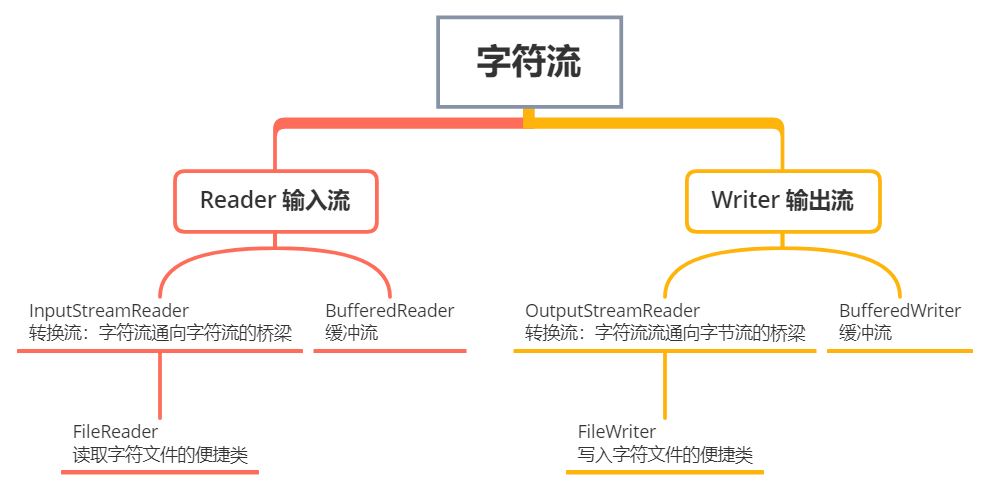 字符流
Reader 输入流
Writer 输出流
InputStreamReader
转换流：字符流通向字符流的桥梁
BufferedReader
缓冲流
OutputStreamReader
转换流：字符流流通向字节流的桥梁
BufferedWriter
缓冲流
FileReader
读取字符文件的便捷类
FileWriter
写入字符文件的便捷类